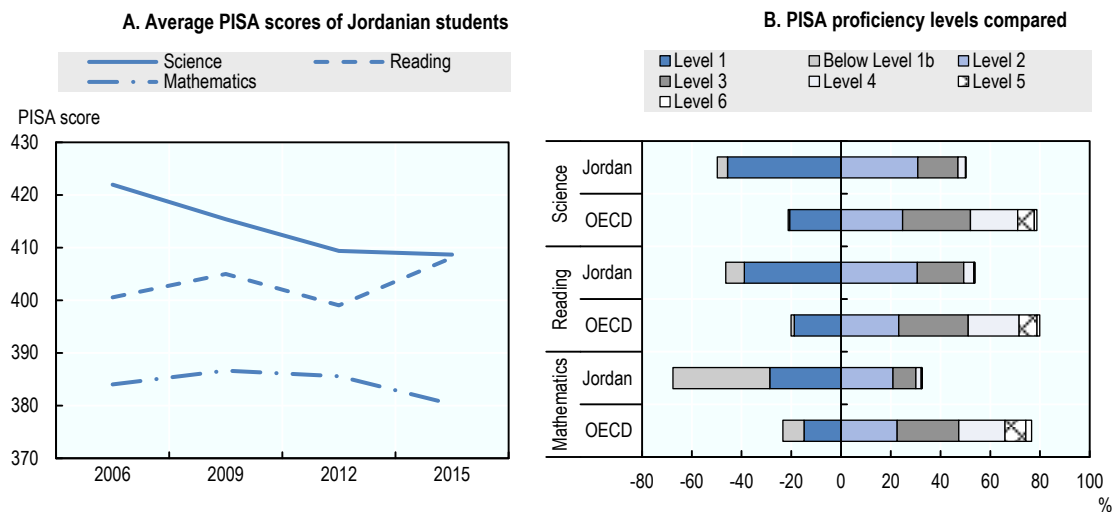 A. Average PISA scores of Jordanian students
Science
Reading
Mathematics
PISA score
430
420
410
400
390
380
370
2006
2009
2012
2015
B. PISA proficiency levels compared
Level 1
Below Level 1b
Level 2
Level 3
Level 4
Level 5
Level 6
Science
Jordan
OECD
Reading
Jordan
OECD
Mathematics
Jordan
OECD
-80 -60 -40 -20 0 20 40 60 80 100
%